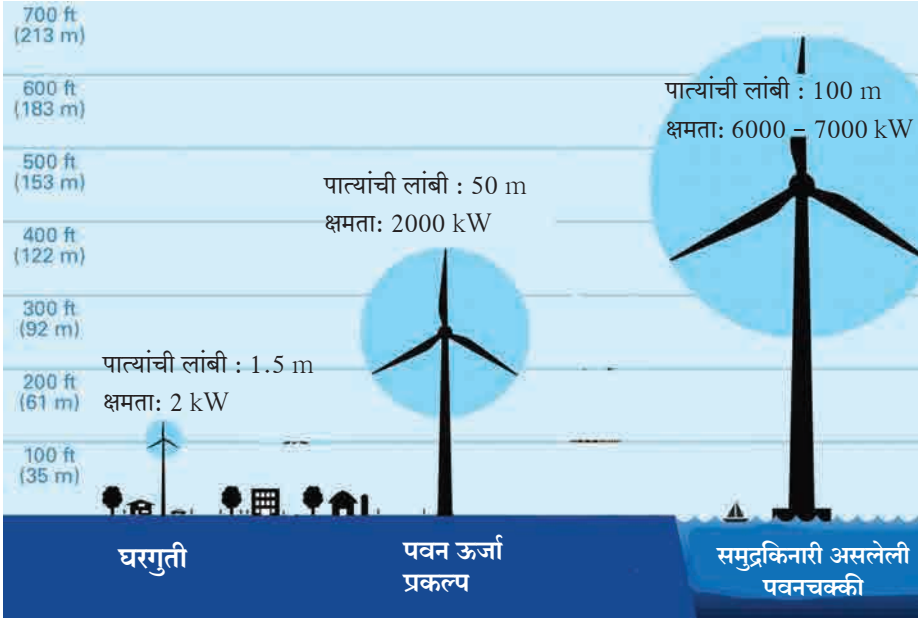 700 ft
(213 m)
600 ft
(183 m)
पात्यांची लांबी : 100 m
क्षमता: 6000 – 7000 kW
500 ft
(153 m)
पात्यांची लांबी : 50 m
क्षमता: 2000 kW
400 ft
(122 m)
300 ft
(92 m)
पात्यांची लांबी : 1.5 m
क्षमता: 2 kW
200 ft
(61 m)
100 ft
(35 m)
घरगुती
पवन ऊर्जा
प्रकल्प
समुद्रकिनारी असलेली
पवनचक्की